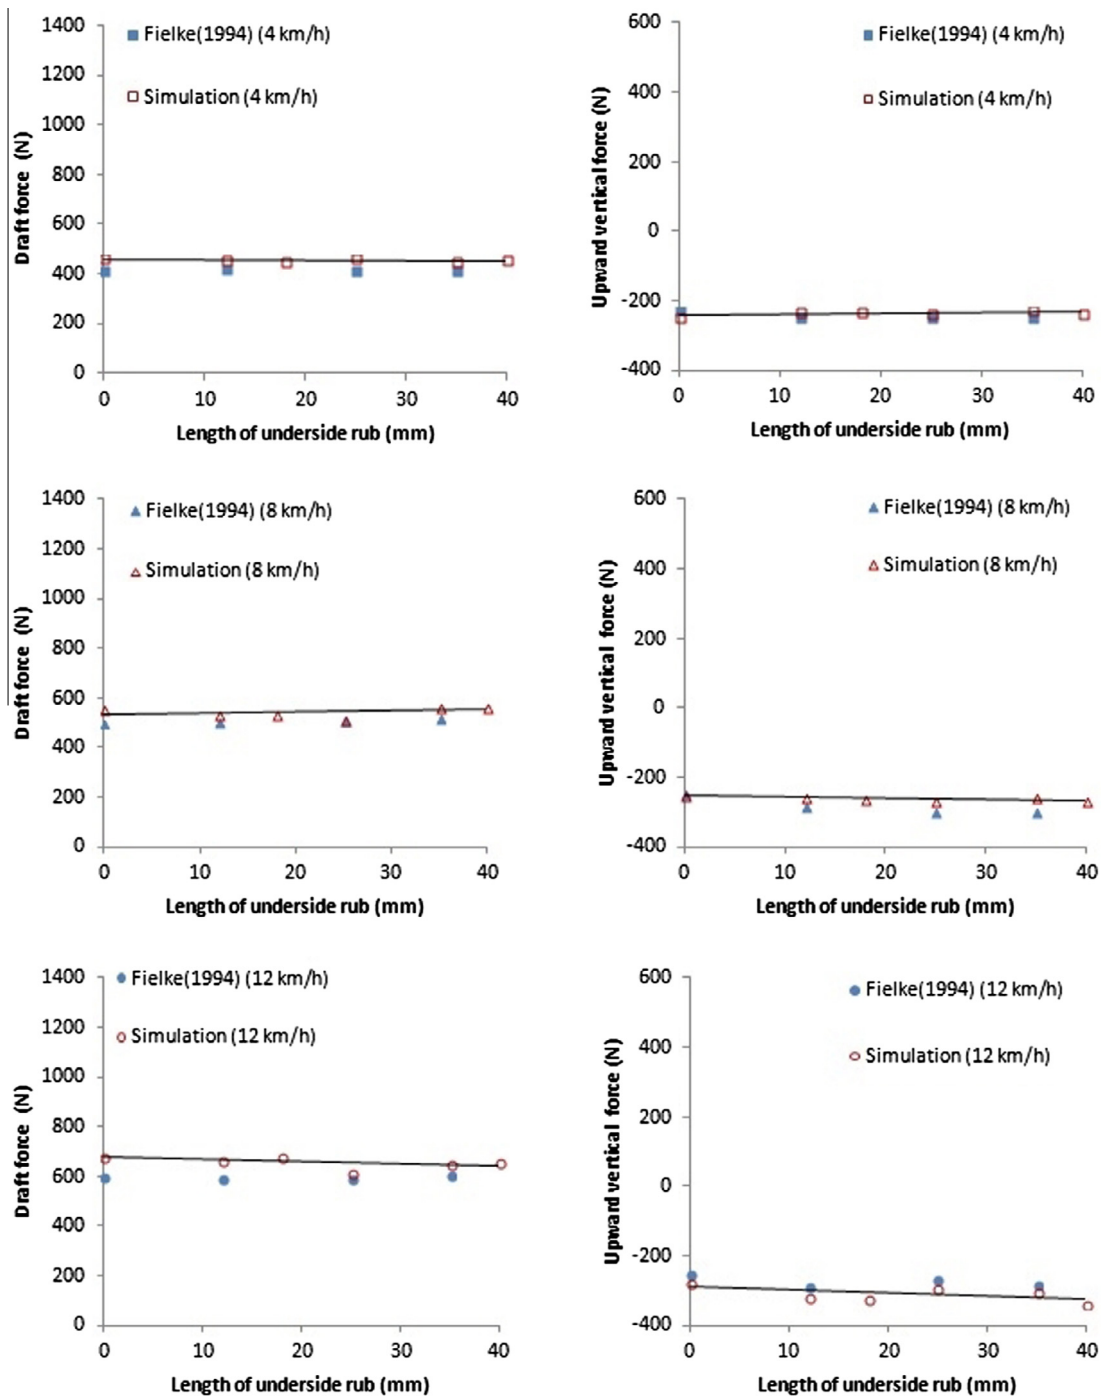 1400
1200
1000
800
600
400
200
0
Draft force (N)
Fielke(1994) (4 km/h)
Simulation (4 km/h)
0 10 20 30 40
Length of underside rub (mm)
600
400
200
0
-200
-400
Upward vertical force (N)
Fielke(1994) (4 km/h)
Simulation (4 km/h)
0 10 20 30 40
Length of underside rub (mm)
1400
1200
1000
800
600
400
200
0
Draft force (N)
Fielke(1994) (8 km/h)
Simulation (8 km/h)
0 10 20 30 40
Length of underside rub (mm)
600
400
200
0
-200
-400
Upward vertical force (N)
Fielke(1994) (8 km/h)
Simulation (8 km/h)
0 10 20 30 40
Length of underside rub (mm)
1400
1200
1000
800
600
400
200
0
Draft force (N)
Fielke(1994) (12 km/h)
Simulation (12 km/h)
0 10 20 30 40
Length of underside rub (mm)
600
400
200
0
-200
-400
Upward vertical force (N)
Fielke(1994) (12 km/h)
Simulation (12 km/h)
0 10 20 30 40
Length of underside rub (mm)